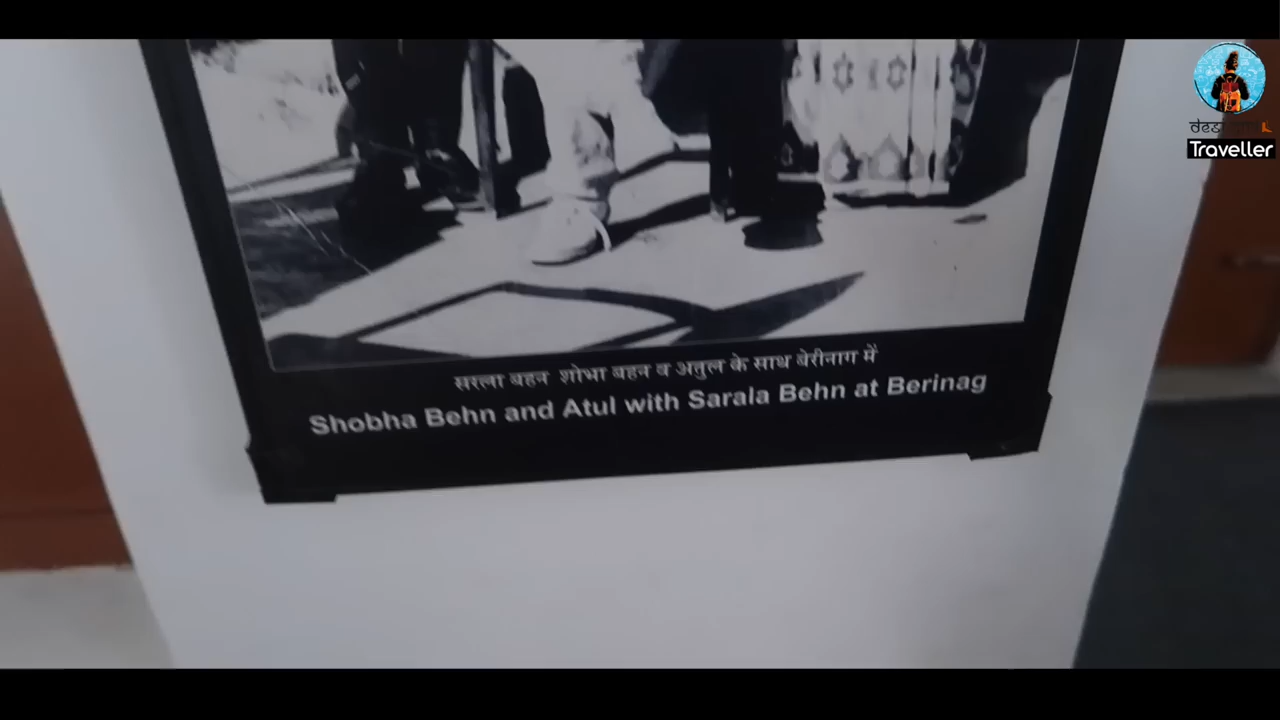 सरला बहन शोभा बहन व अतुल के साथ बेरीनाग में
Shobha Behn and Atul with Sarala Behn at Berinag
Traveller